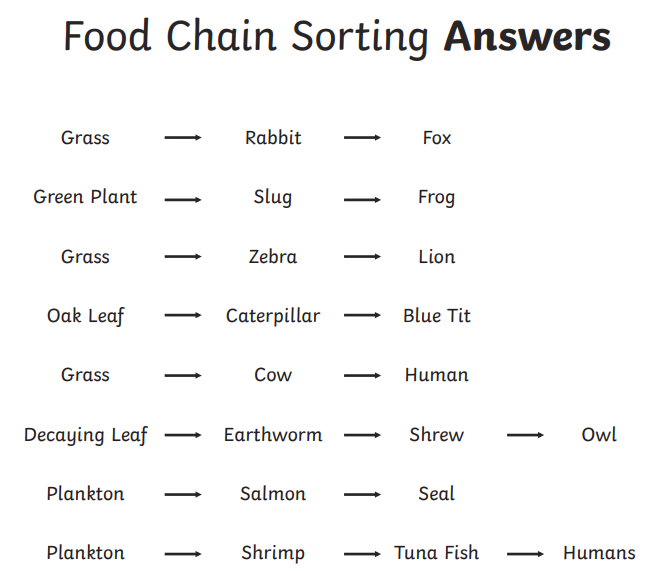 Food Chain Sorting Answers
Grass Rabbit Fox
Green Plant Slug Frog
Grass Zebra Lion
Oak Leaf Caterpillar Blue Tit
Grass Cow Human
Decaying Leaf Earthworm Shrew Owl
Plankton Salmon Seal
Plankton Shrimp Tuna Fish Humans